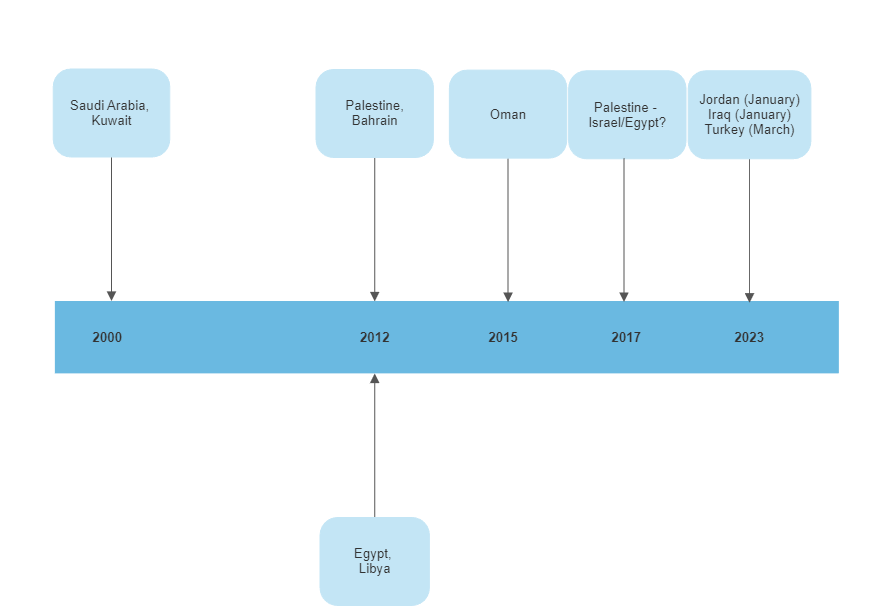 Saudi Arabia,
Kuwait
Palestine,
Bahrain
Oman
Palestine -
Israel/Egypt?
Jordan (January)
Iraq (January)
Turkey (March)
2000
2012
2015
2017
2023
Egypt,
Libya